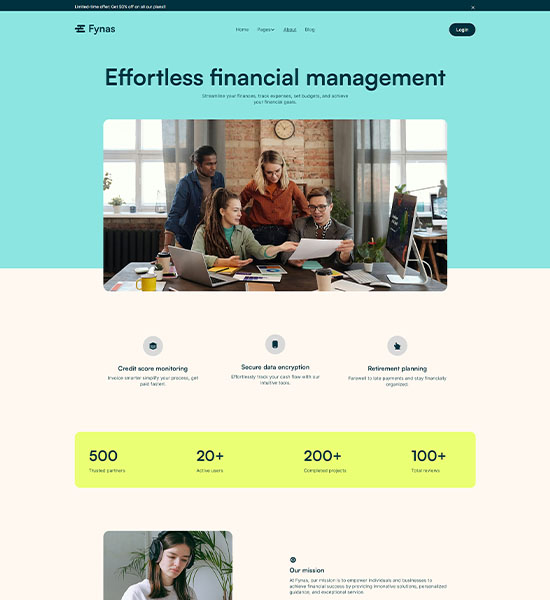 Limited-time offer! Get 50% off on all our plans!!
Fynas
Home
Pages
About
Blog
Login
Effortless financial management
Streamline your finances, track expenses, set budgets, and achieve
your financial goals.
Credit score monitoring
Invoice smarter simplify your process, get
paid fasterr.
Secure data encryption
Effortlessly track your cash flow with our
intuitive tools.
Retirement planning
Farewell to late payments and stay financially
organized.
500
20+
200+
100+
Trusted partners
Active users
Completed projects
Total reviews
Our mission
At Fynas, our mission is to empower individuals and businesses to
achieve financial success by providing innovative solutions, personalized
guidance, and exceptional service.